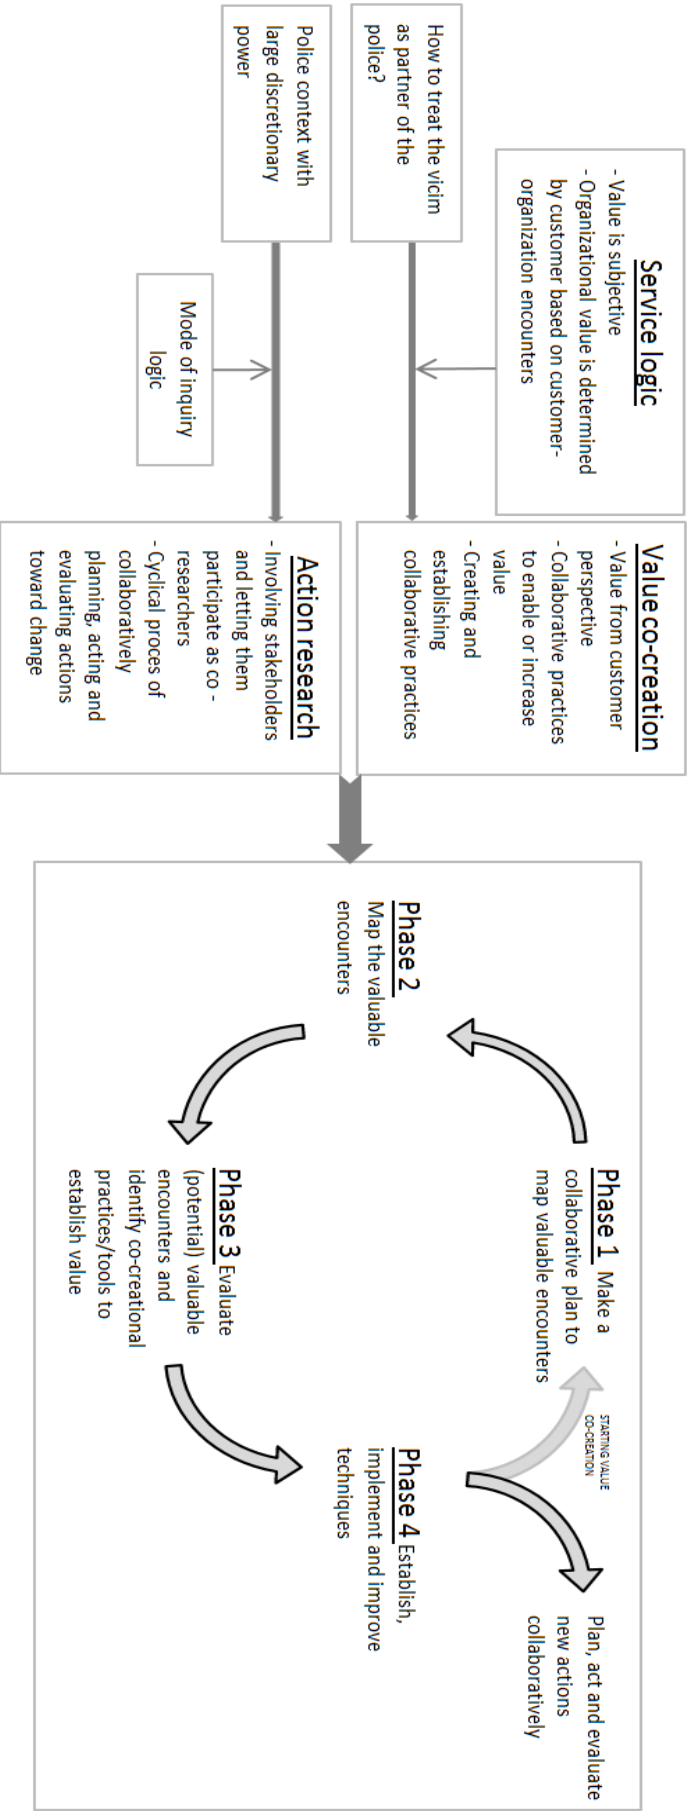 Service logic
- Value is subjective
- Organizational value is determined
by customer based on customer-
organization encounters
How to treat the vicim
as partner of the
police?
Police context with
large discretionary
power
Mode of inquiry
logic
Value co-creation
- Value from customer
perspective
- Collaborative practices
to enable or increase
value
- Creating and
establishing
collaborative practices
Action research
- Involving stakeholders
and letting them
participate as co -
researchers
- Cyclical proces of
collaboratively
planning, acting and
evaluating actions
toward change
Phase 1 Make a
collaborative plan to
map valuable encounters
Phase 2
Map the valuable
encounters
Phase 3 Evaluate
(potential) valuable
encounters and
identify co-creational
practices/tools to
establish value
Phase 4 Establish,
implement and improve
techniques
STARTING VALUE
CO-CREATION
Plan, act and evaluate
new actions
collaboratively